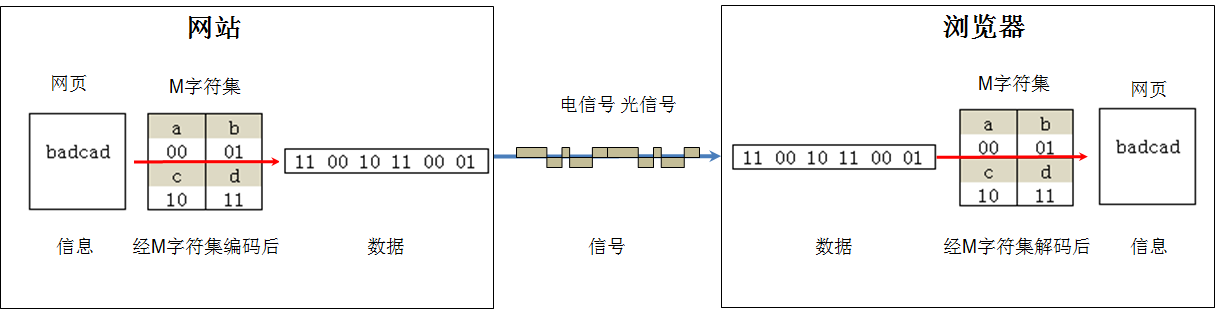 网站
网页
M字符集
badcad
a b
00 01
c d
10 11
11 00 10 11 00 01
信息
经M字符集编码后
数据
电信号 光信号
信号
浏览器
M字符集
网页
11 00 10 11 00 01
a b
00 01
c d
10 11
badcad
数据
经M字符集解码后
信息